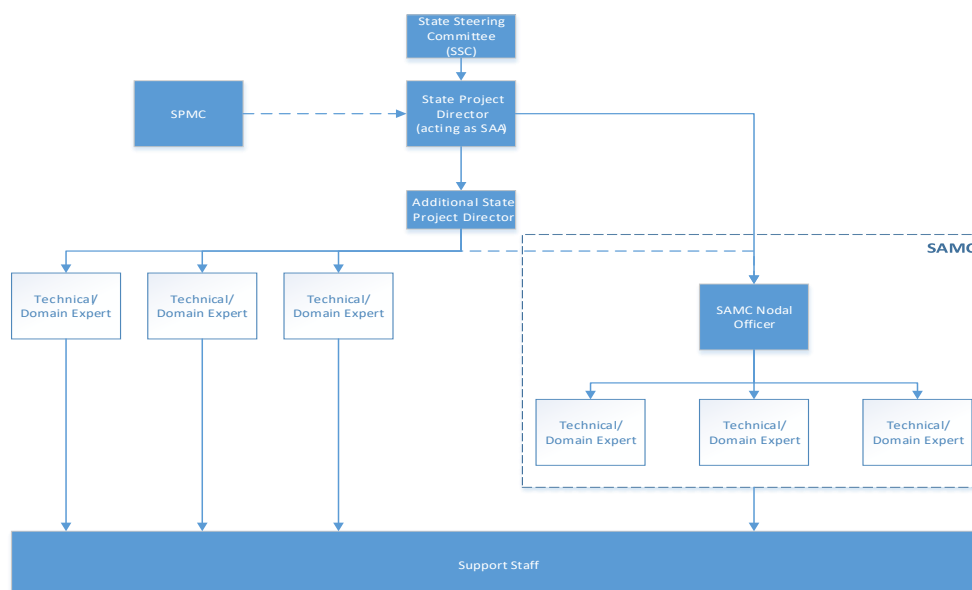 State Steering
Committee
(SSC)
SPMC
State Project
Director
(acting as SAA)
Additional State
Project Director
SAMC
Technical/
Domain Expert
Technical/
Domain Expert
Technical/
Domain Expert
SAMC Nodal
Officer
Technical/
Domain Expert
Technical/
Domain Expert
Technical/
Domain Expert
Support Staff